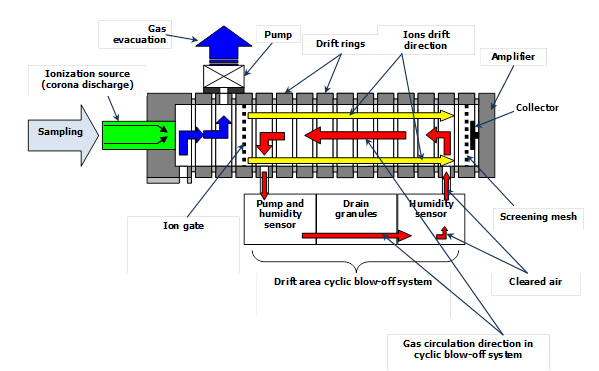 Gas
evacuation
Pump
Drift rings
Ions drift
direction
Amplifier
Ionization source
(corona discharge)
Collector
Sampling
Ion gate
Screening mesh
Pump and
humidity
sensor
Drain
granules
Humidity
sensor
Drift area cyclic blow-off system
Cleared air
Gas circulation direction in
cyclic blow-off system